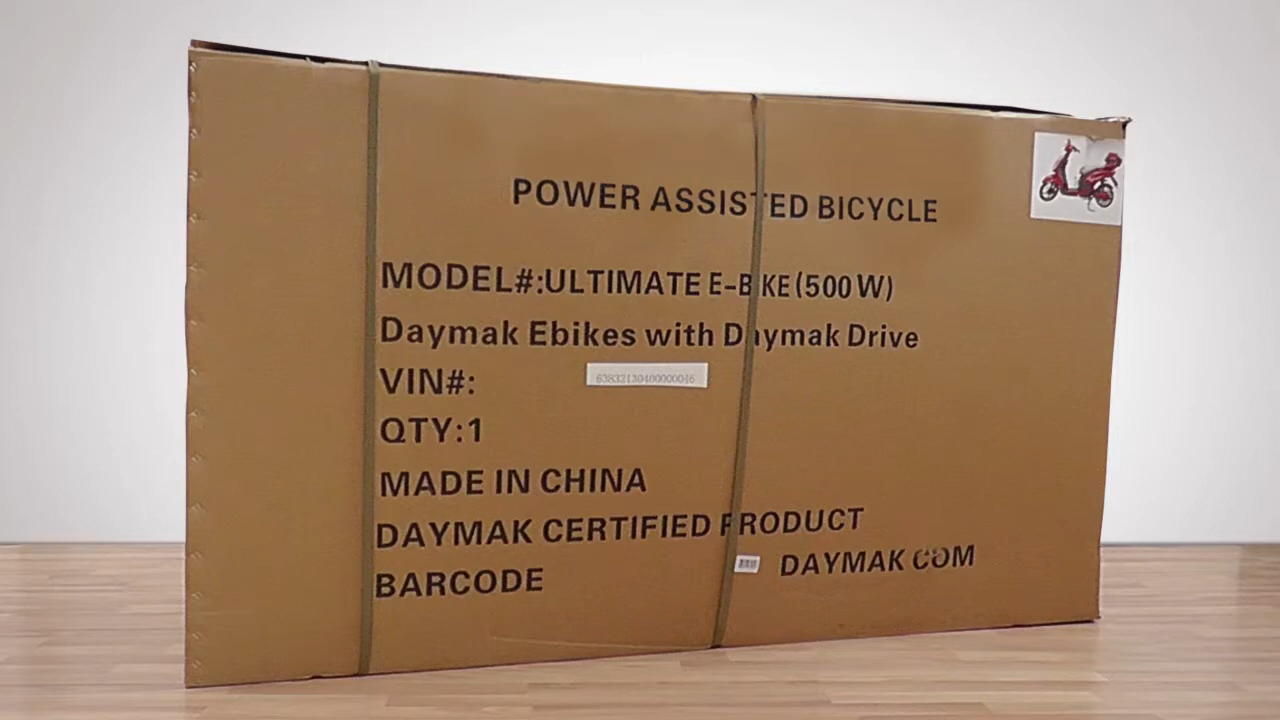 POWER ASSISTED BICYCLE
MODEL#:ULTIMATE E-BIKE(500W)
Daymak Ebikes with Daymak Drive
VIN#:
QTY:1
MADE IN CHINA
DAYMAK CERTIFIED PRODUCT
DAYMAK COM
BARCODE